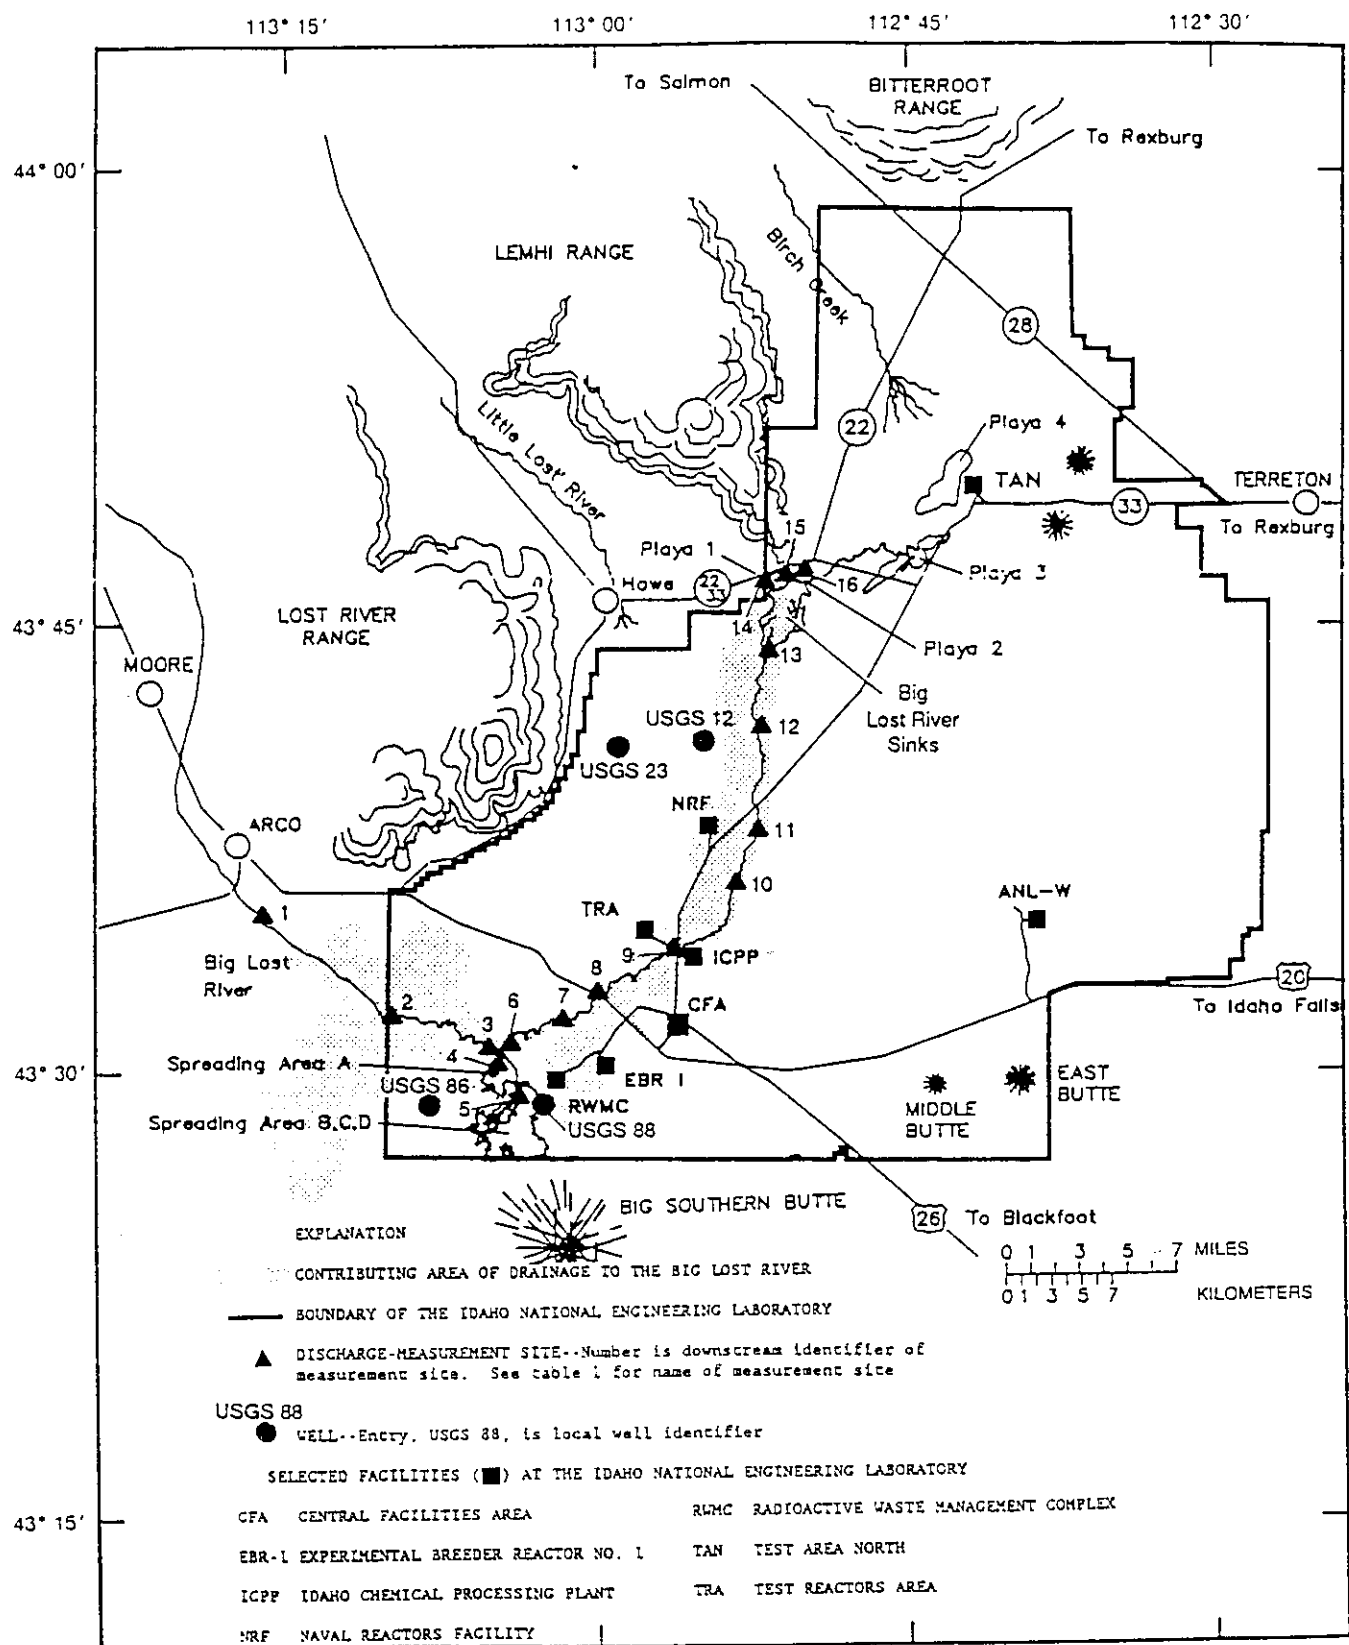 113° 15′
113° 00′
112° 45′
112° 30′
To Salmon
BITTERROOT
RANGE
To Rexburg
44° 00′
LEMHI RANGE
Birch Creek
28
22
Little Lost River
Playa 4
TAN
TERRETON
33
To Rexburg
15
Playa 1
Howe
22
33
16
Playa 3
LOST RIVER
RANGE
43° 45′
14
13
Playa 2
MOORE
Big
Lost River
Sinks
USGS 12
12
USGS 23
NRF
ARCO
11
10
ANL-W
1
TRA
9
ICPP
Big Lost
River
8
20
To Idaho Falls
2
6
7
CFA
3
Spreading Area A
4
43° 30′
USGS 86
EBR I
EAST
BUTTE
5
RWMC
MIDDLE
BUTTE
Spreading Area B,C,D
USGS 88
BIG SOUTHERN BUTTE
26
To Blackfoot
EXPLANATION
0 1 3 5 7 MILES
CONTRIBUTING AREA OF DRAINAGE TO THE BIG LOST RIVER
0 1 3 5 7 KILOMETERS
BOUNDARY OF THE IDAHO NATIONAL ENGINEERING LABORATORY
DISCHARGE-MEASUREMENT SITE--Number is downstream identifier of
measurement site. See table 1 for name of measurement site
USGS 88
WELL--Entry, USGS 88, is local well identifier
SELECTED FACILITIES (■) AT THE IDAHO NATIONAL ENGINEERING LABORATORY
CFA CENTRAL FACILITIES AREA
RWMC RADIOACTIVE WASTE MANAGEMENT COMPLEX
43° 15′
EBR-I EXPERIMENTAL BREEDER REACTOR NO. 1
TAN TEST AREA NORTH
ICPP IDAHO CHEMICAL PROCESSING PLANT
TRA TEST REACTORS AREA
NRF NAVAL REACTORS FACILITY